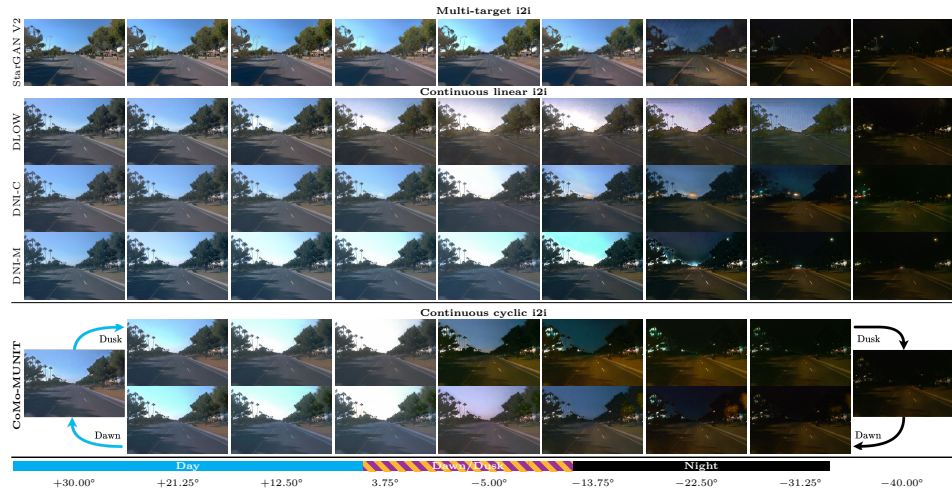 Multi-target i2i
StarGAN V2
Continuous linear i2i
DLOW
DNI-C
DNI-M
Continuous cyclic i2i
CoMo-MUNIT
Dusk
Dawn
Dusk
Dawn
Day
Dawn/Dusk
Night
+30.00° +21.25° +12.50° 3.75° −5.00° −13.75° −22.50° −31.25° −40.00°